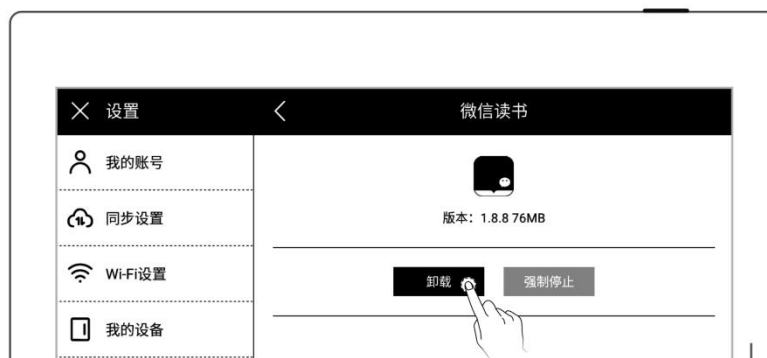 设置
微信读书
我的账号
同步设置
Wi-Fi设置
我的设备
版本：1.8.8 76MB
卸载
强制停止